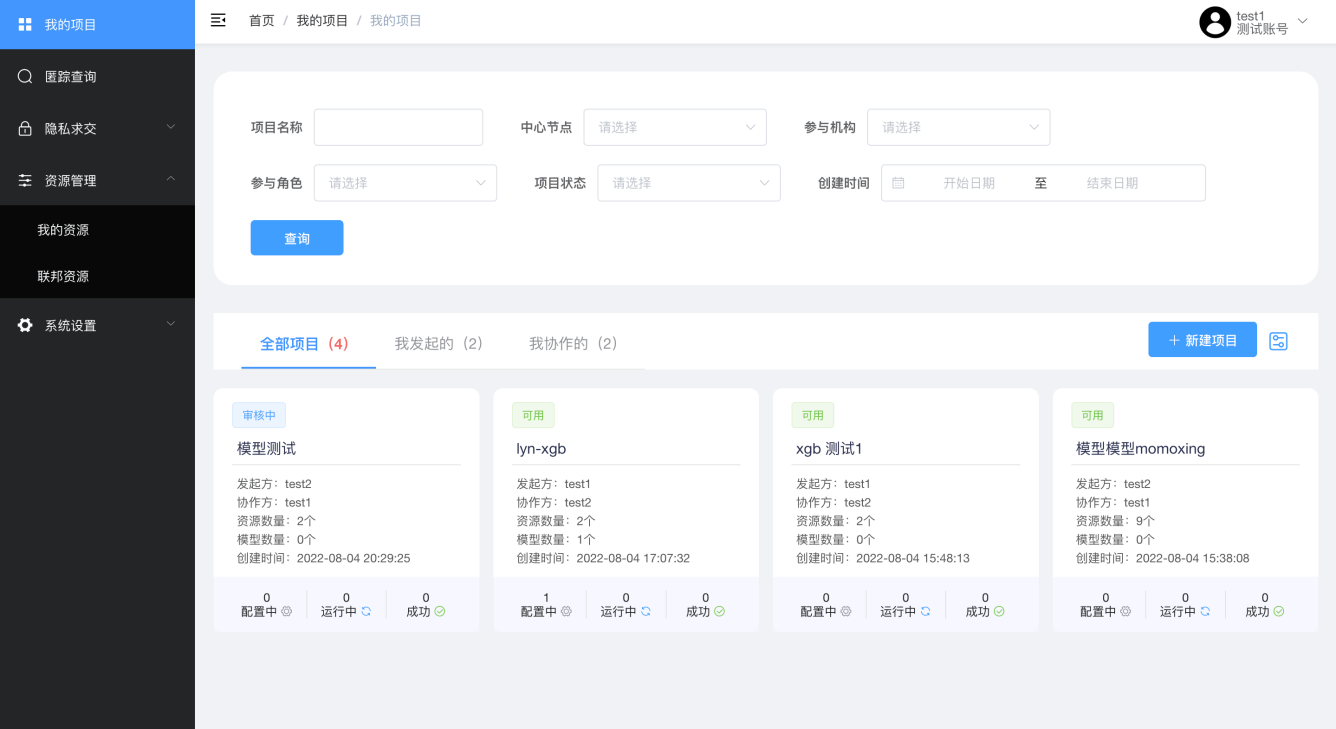 我的项目
匿踪查询
隐私求交
资源管理
我的资源
联邦资源
系统设置
首页 / 我的项目 / 我的项目
test1
测试账号
项目名称
中心节点 请选择
参与机构 请选择
参与角色 请选择
项目状态 请选择
创建时间 开始日期 至 结束日期
查询
全部项目 (4) 我发起的 (2) 我协作的 (2)
+ 新建项目
审核中
模型测试
发起方: test2
协作方: test1
资源数量: 2个
模型数量: 0个
创建时间: 2022-08-04 20:29:25
0 0 0
配置中 运行中 成功
可用
lyn-xgb
发起方: test1
协作方: test2
资源数量: 2个
模型数量: 1个
创建时间: 2022-08-04 17:07:32
1 0 0
配置中 运行中 成功
可用
xgb 测试1
发起方: test1
协作方: test2
资源数量: 2个
模型数量: 0个
创建时间: 2022-08-04 15:48:13
0 0 0
配置中 运行中 成功
可用
模型模型momoxing
发起方: test2
协作方: test1
资源数量: 9个
模型数量: 0个
创建时间: 2022-08-04 15:38:08
0 0 0
配置中 运行中 成功